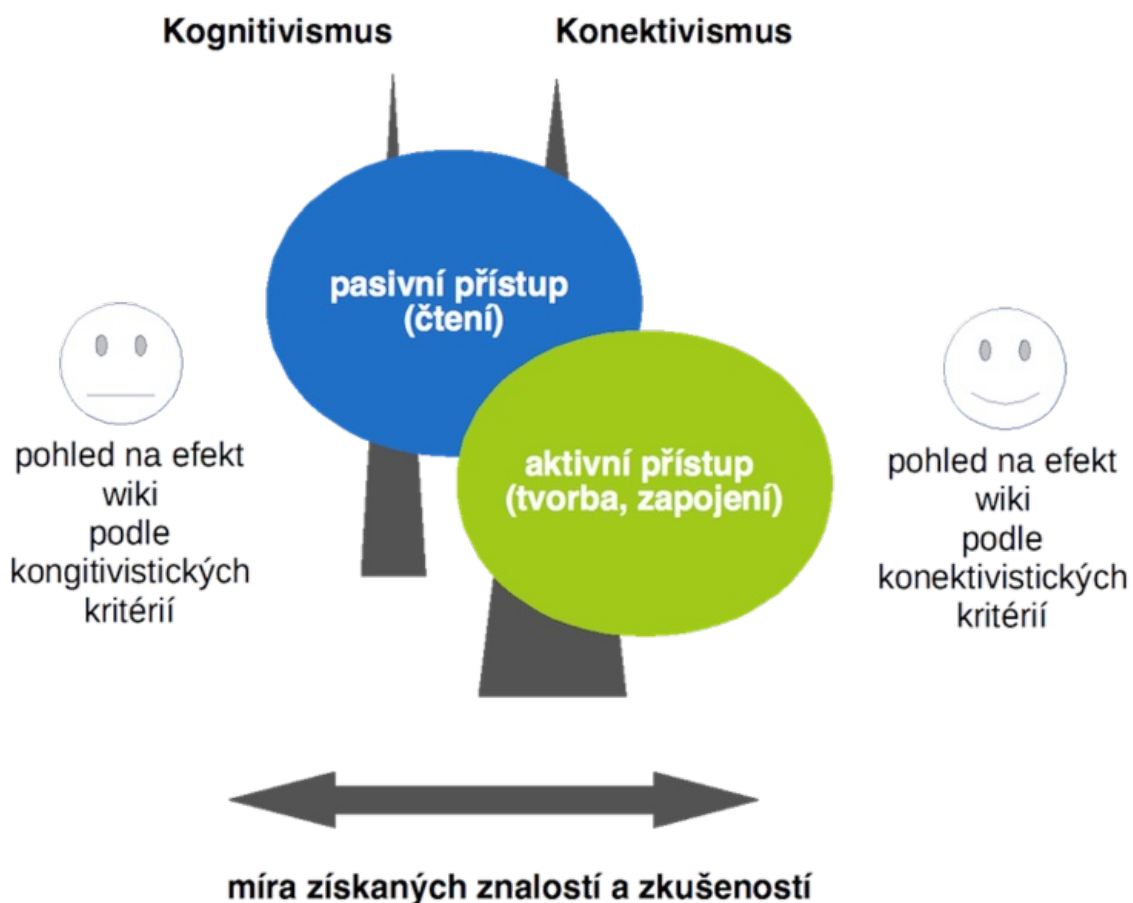 Kognitivismus
Konektivismus
pasivní přístup
(čtení)
aktivní přístup
(tvorba, zapojení)
pohled na efekt
wiki
podle
kongitivistických
kritérií
pohled na efekt
wiki
podle
konektivistických
kritérií
míra získaných znalostí a zkušeností